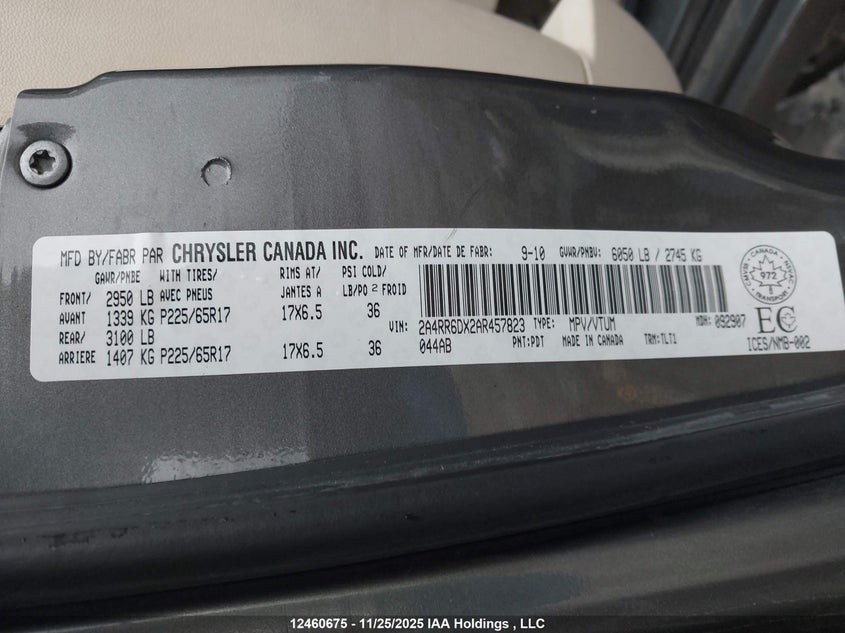 MFD BY/FABR PAR CHRYSLER CANADA INC. DATE OF MFR/DATE DE FABR: 9-10 GVWR/PNBV: 6050 LB / 2745 KG
GAWR/PNBE WITH TIRES/ RIMS AT/ PSI COLD/
FRONT/ 2950 LB AVEC PNEUS JANTES A LB/PO² FROID
AVANT 1339 KG P225/65R17 17X6.5 36
REAR/ 3100 LB
ARRIERE 1407 KG P225/65R17 17X6.5 36
VIN: 2A4RR6DX2AR457823 TYPE: MPV/VTUM MDH: 092907
044AB PNT:PDT MADE IN CANADA TRM:TLT1
CANADA
972
EC
ICES/NMB-002
12460675 - 11/25/2025 IAA Holdings , LLC